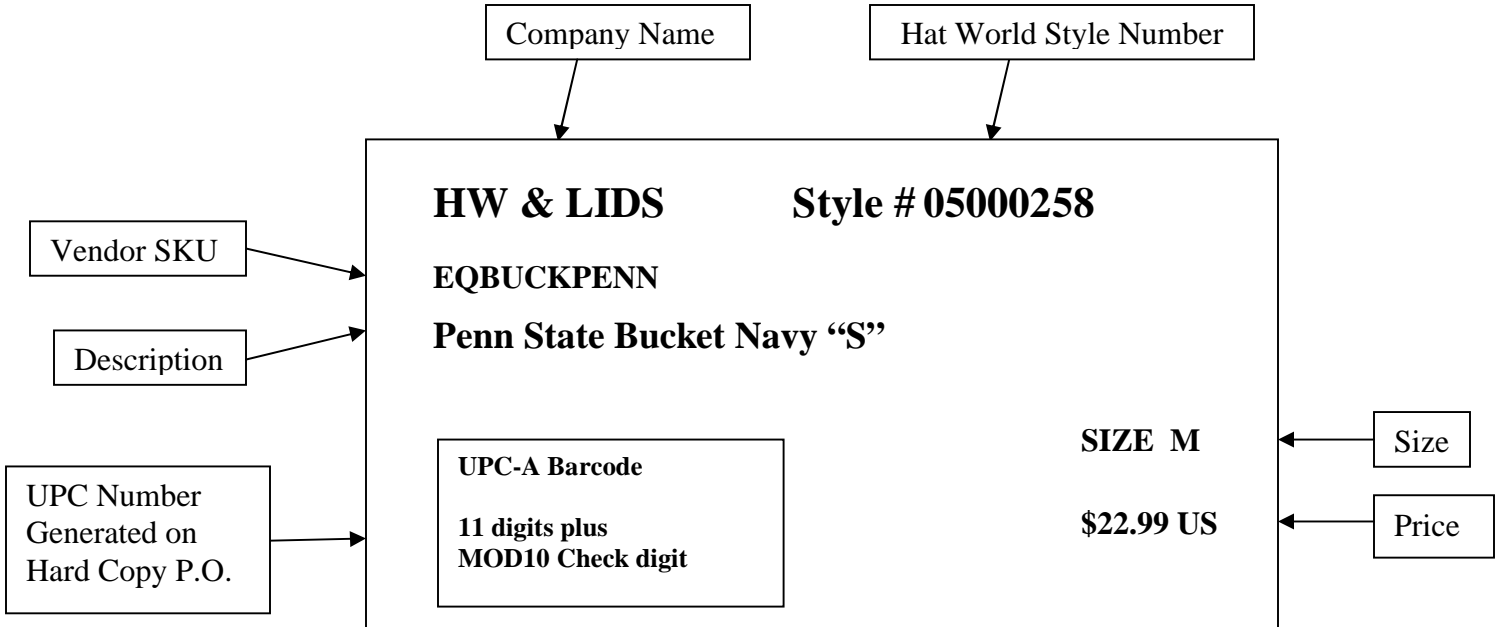 Company Name
Hat World Style Number
HW & LIDS Style # 05000258
Vendor SKU
EQBUCKPENN
Penn State Bucket Navy “S”
Description
SIZE M
Size
UPC-A Barcode
11 digits plus
MOD10 Check digit
UPC Number
Generated on
Hard Copy P.O.
$22.99 US
Price